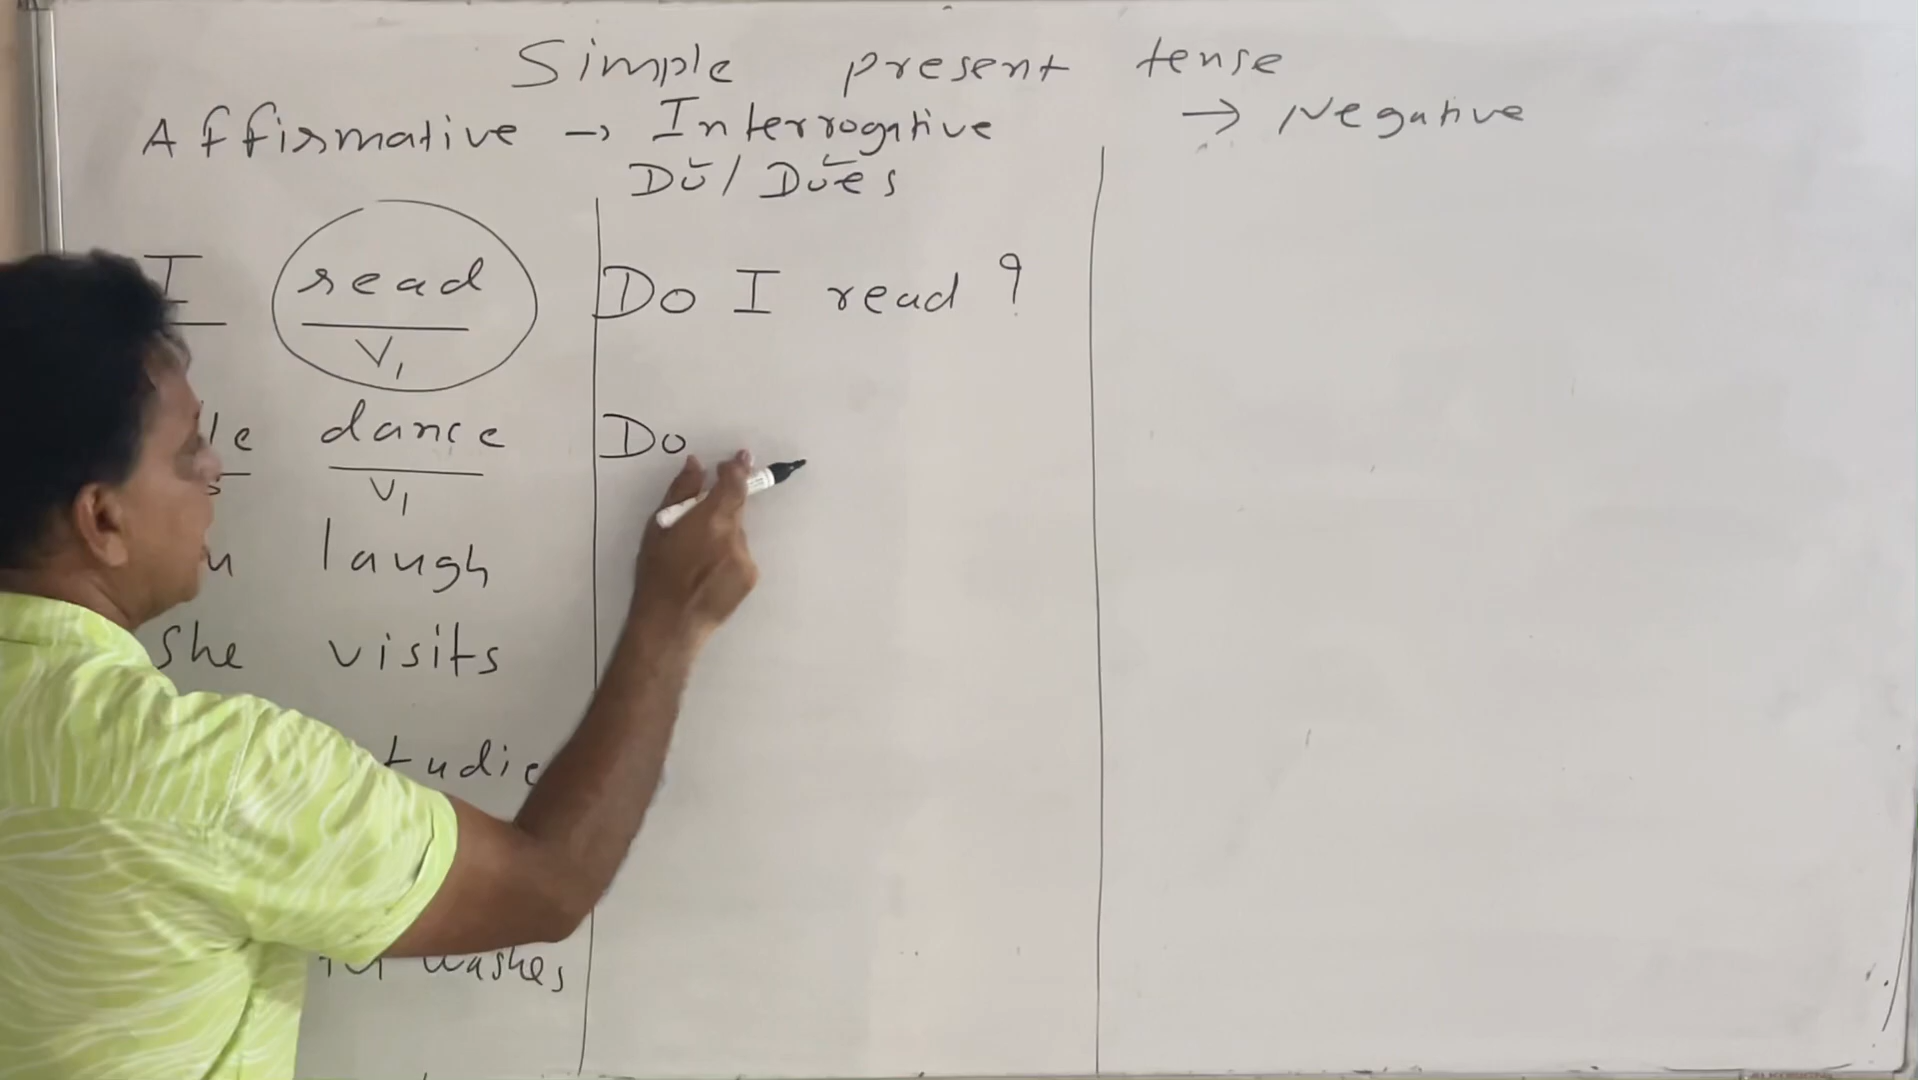 Simple present tense
Affirmative → Interrogative → Negative
Do / Does
I read Do I read ?
V1
dance Do
V1
laugh
She visits
washes